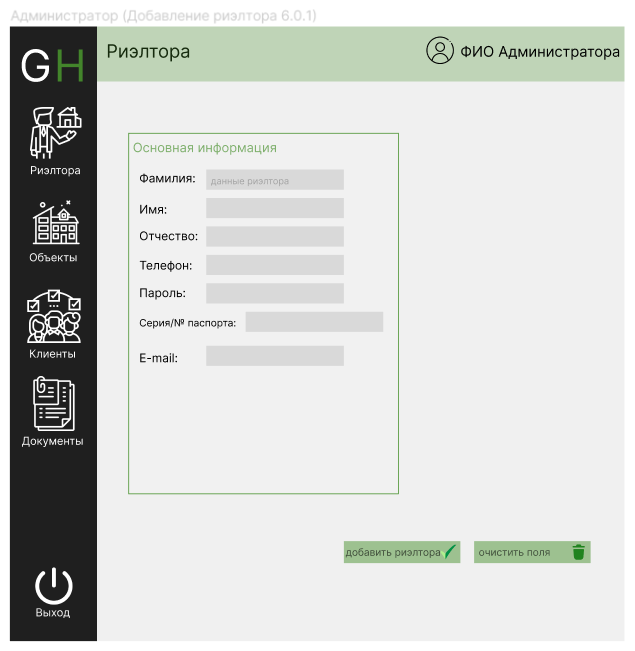 Администратор (Добавление риэлтора 6.0.1)
GH
Риэлтора
ФИО Администратора
Риэлтора
Объекты
Клиенты
Документы
Выход
Основная информация
Фамилия: данные риэлтора
Имя:
Отчество:
Телефон:
Пароль:
Серия/№ паспорта:
E-mail:
добавить риэлтора
очистить поля